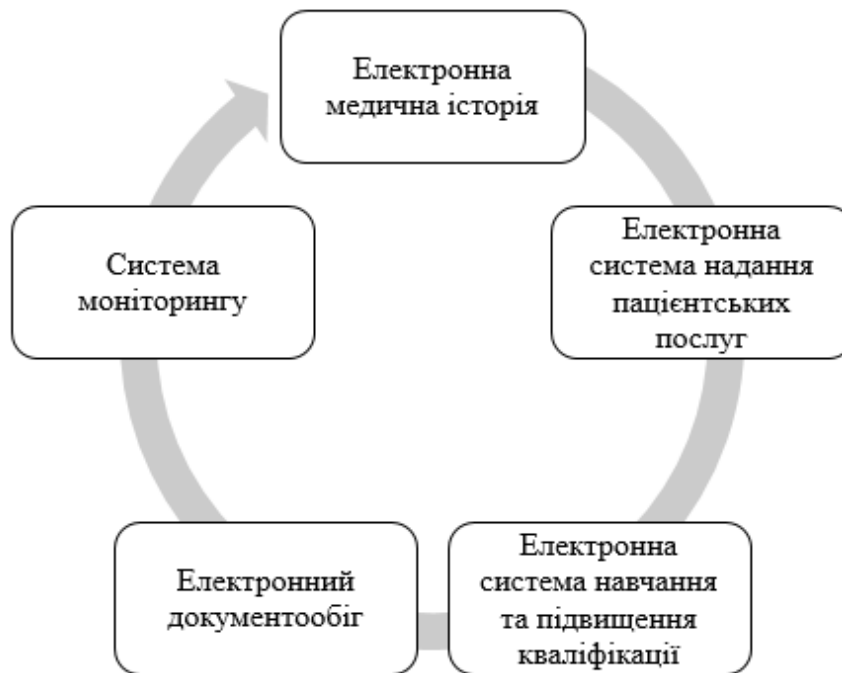 Електронна
медична історія
Електронна
система надання
пацієнтських
послуг
Електронна
система навчання
та підвищення
кваліфікації
Електронний
документообіг
Система
моніторингу